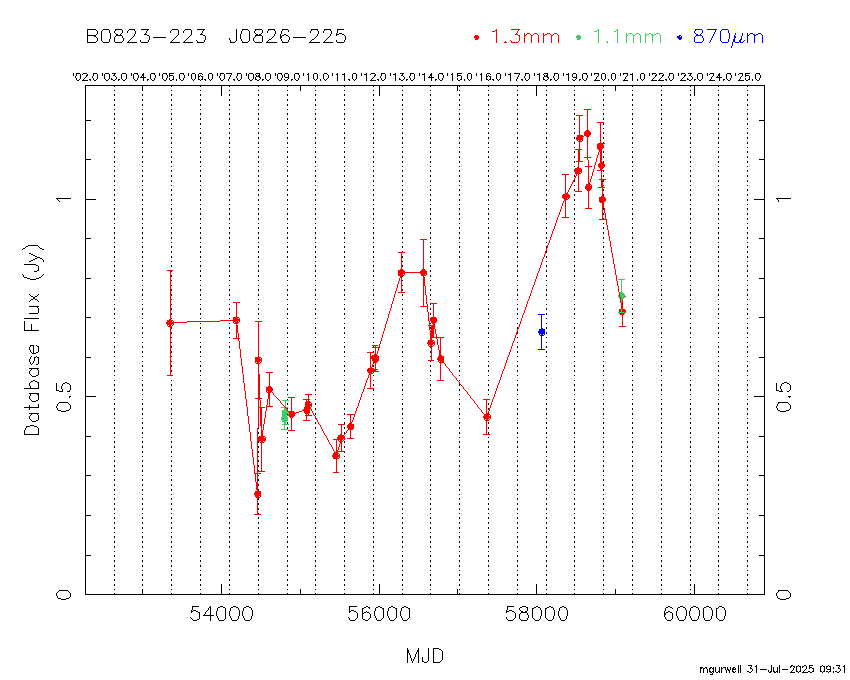 B0823-223 J0826-225 1.3mm 1.1mm 870μm
'02.0 '03.0 '04.0 '05.0 '06.0 '07.0 '08.0 '09.0 '10.0 '11.0 '12.0 '13.0 '14.0 '15.0 '16.0 '17.0 '18.0 '19.0 '20.0 '21.0 '22.0 '23.0 '24.0 '25.0
1 1
Database Flux (Jy)
0.5 0.5
0 0
54000 56000 58000 60000
MJD
mgurwell 31-Jul-2025 09:31